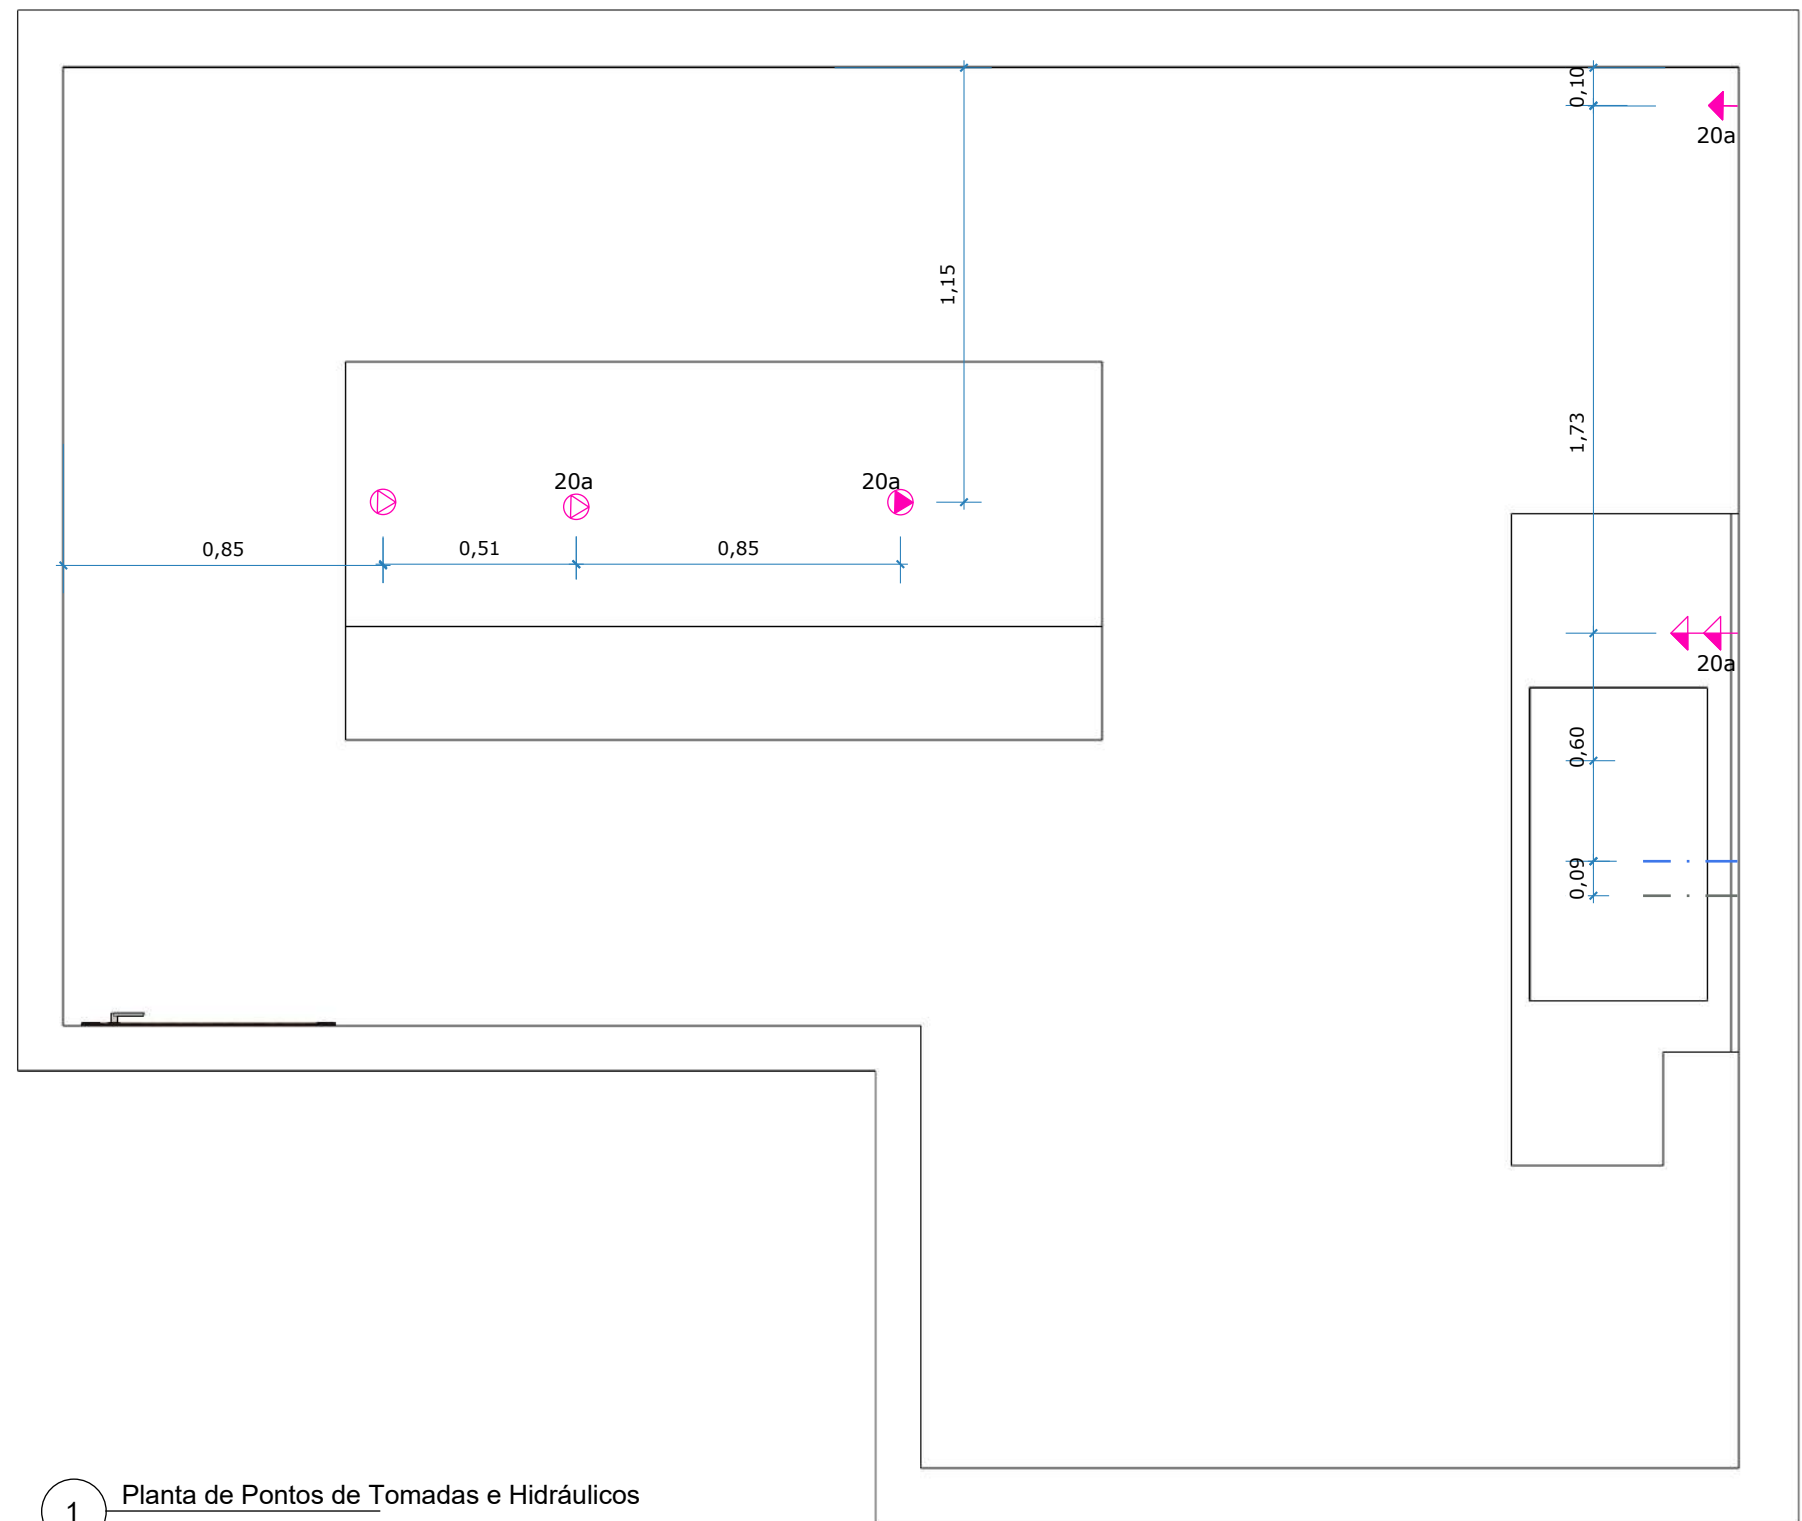 0,10
20a
1,15
1,73
20a
20a
0,85
0,51
0,85
20a
0,60
0,09
Planta de Pontos de Tomadas e Hidráulicos
1